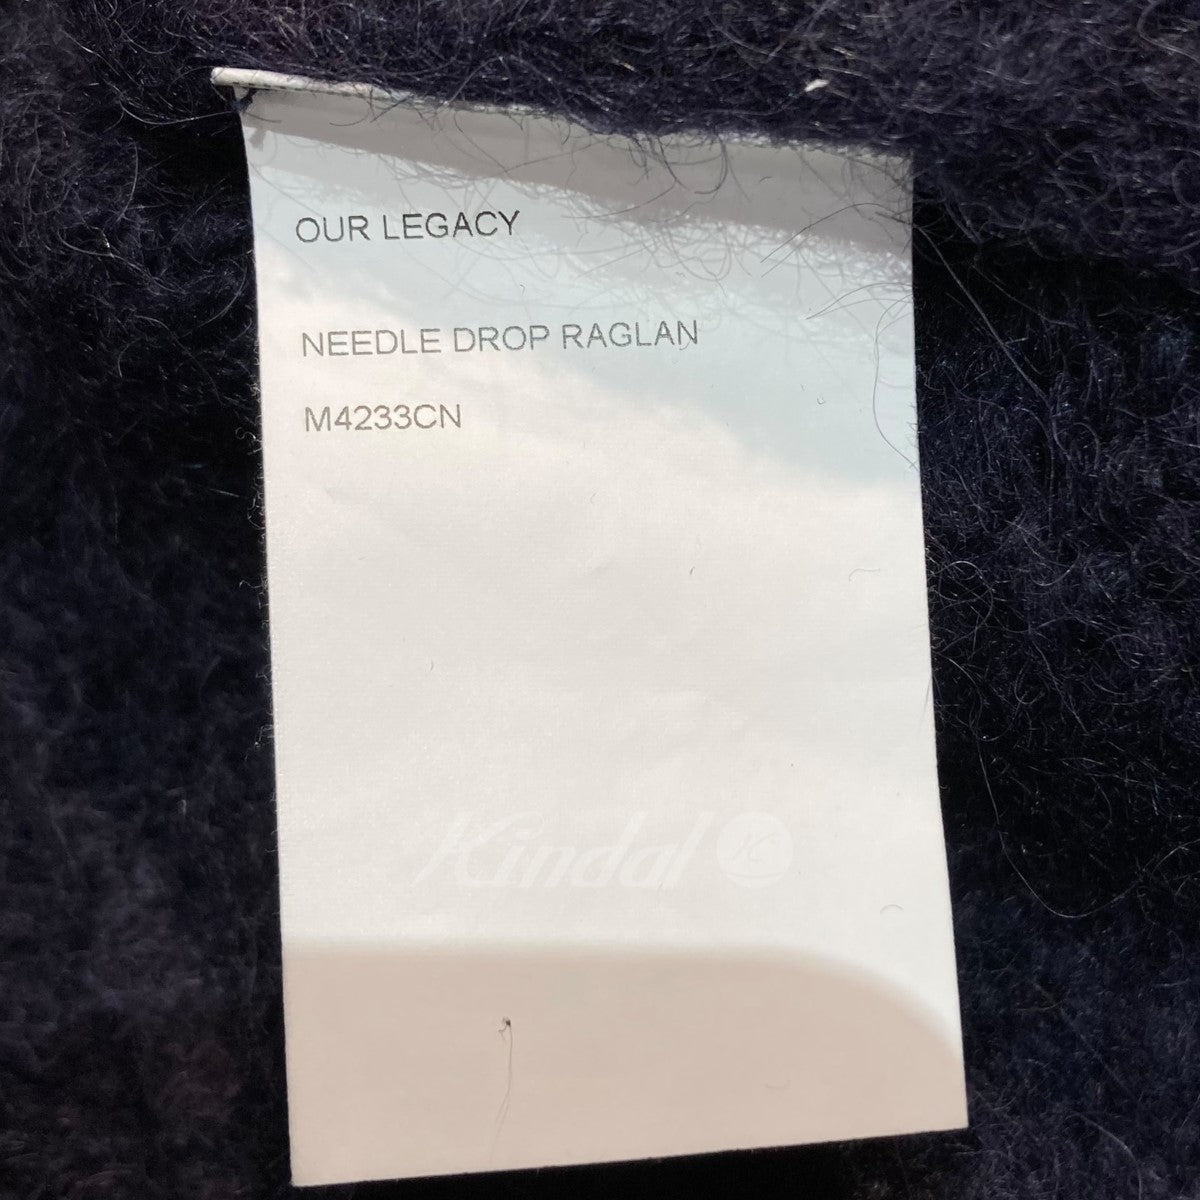 OUR LEGACY
NEEDLE DROP RAGLAN
M4233CN
Kindal K